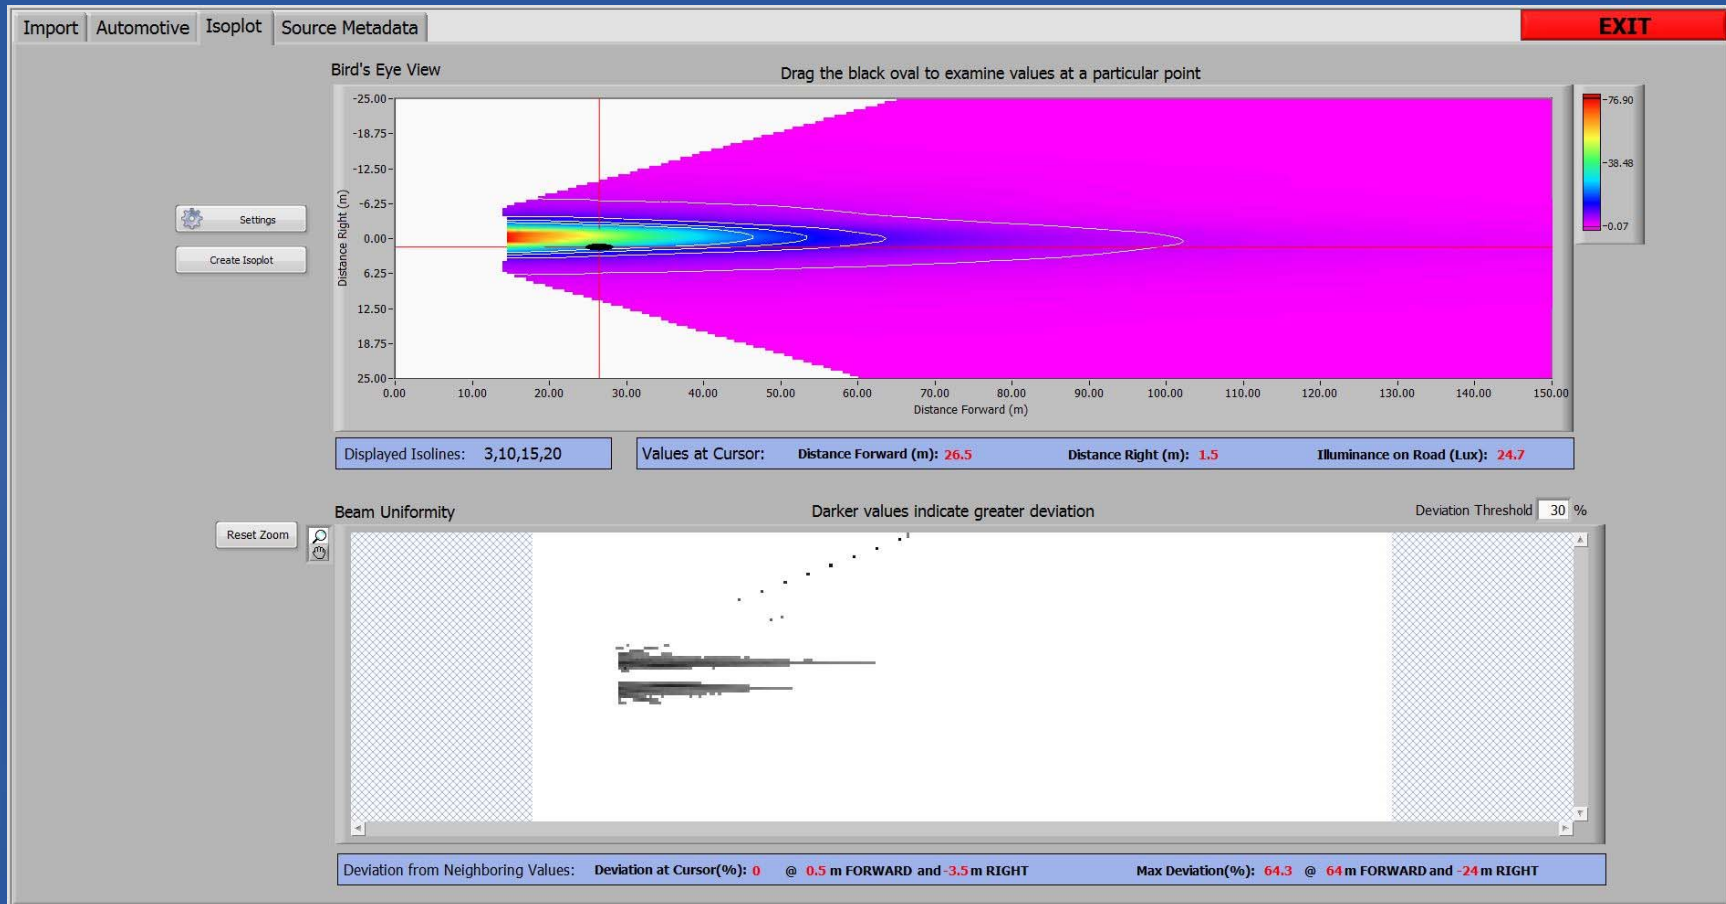 Import Automotive Isoplot Source Metadata EXIT
Bird's Eye View Drag the black oval to examine values at a particular point
-25.00
-18.75
-12.50
-6.25
0.00
6.25
12.50
18.75
25.00
Distance Right (m)
0.00 10.00 20.00 30.00 40.00 50.00 60.00 70.00 80.00 90.00 100.00 110.00 120.00 130.00 140.00 150.00
Distance Forward (m)
-76.90
-38.48
-0.07
Settings
Create Isoplot
Displayed Isolines: 3,10,15,20 Values at Cursor: Distance Forward (m): 26.5 Distance Right (m): 1.5 Illuminance on Road (Lux): 24.7
Beam Uniformity Darker values indicate greater deviation Deviation Threshold 30 %
Reset Zoom
Deviation from Neighboring Values: Deviation at Cursor(%): 0 @ 0.5 m FORWARD and -3.5 m RIGHT Max Deviation(%): 64.3 @ 64 m FORWARD and -24 m RIGHT